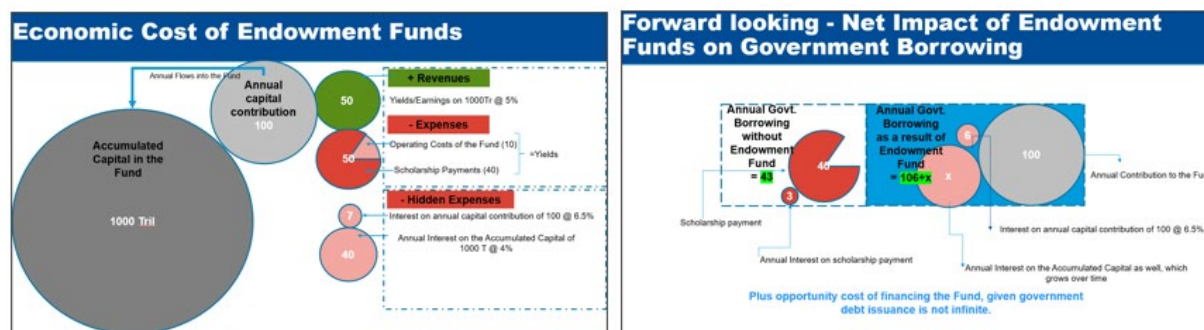 Economic Cost of Endowment Funds
Annual Flows into the Fund
Annual
capital
contribution
100
Accumulated
Capital in the
Fund
1000 Tril
50
+ Revenues
Yields/Earnings on 1000Tr @ 5%
- Expenses
50
Operating Costs of the Fund (10)
=Yields
Scholarship Payments (40)
- Hidden Expenses
7
Interest on annual capital contribution of 100 @ 6.5%
40
Annual Interest on the Accumulated Capital of
1000 T @ 4%
Forward looking - Net Impact of Endowment
Funds on Government Borrowing
Annual Govt.
Borrowing
without
Endowment
Fund
= 43
40
3
Scholarship payment
Annual Interest on scholarship payment
Annual Govt.
Borrowing
as a result of
Endowment
Fund
= 106+x
6
x
100
Annual Contribution to the Fu
Interest on annual capital contribution of 100 @ 6.5%
Annual Interest on the Accumulated Capital as well, which
grows over time
Plus opportunity cost of financing the Fund, given government
debt issuance is not infinite.